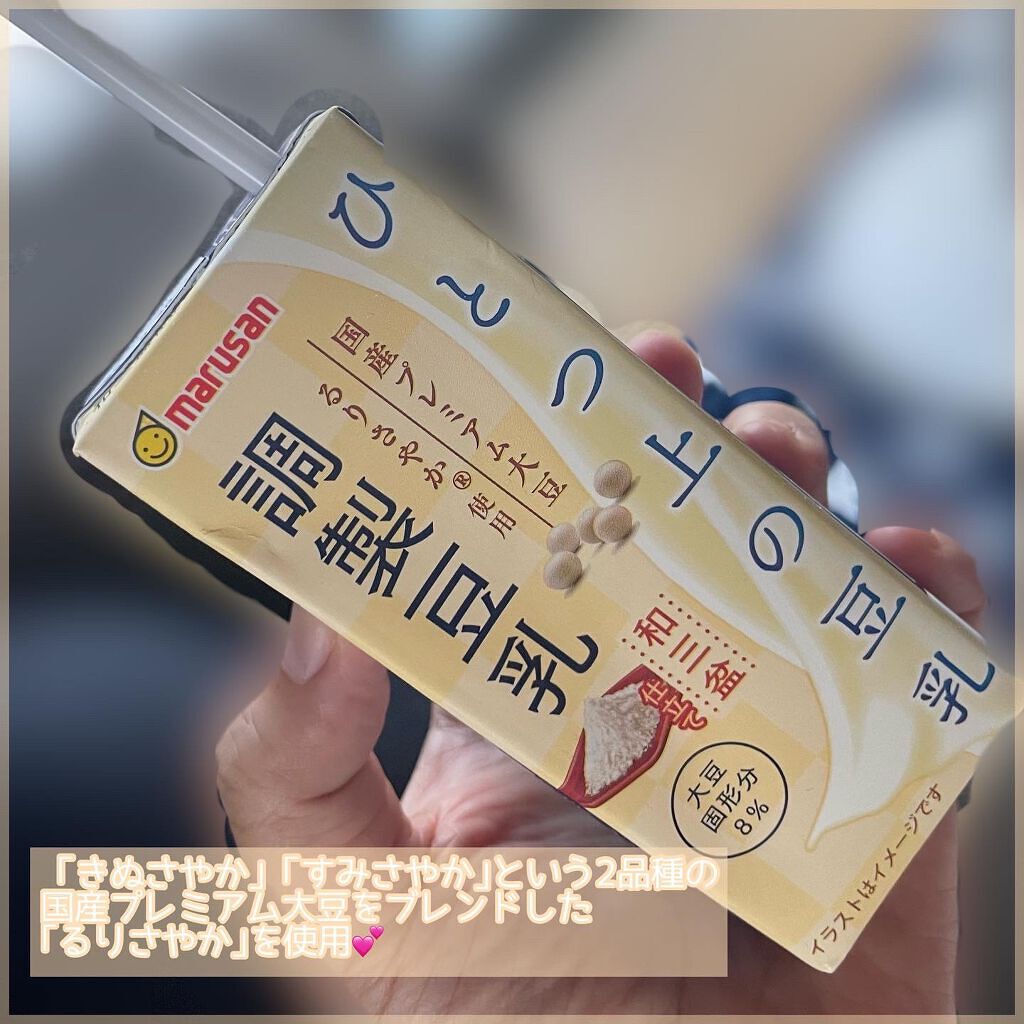 ひとつ上の豆乳
marusan
国産プレミアム大豆
るりさやか®使用
調製豆乳
和三盆
仕立て
大豆
固形分
8%
イラストはイメージです
「きぬさやか」「すみさやか」という2品種の
国産プレミアム大豆をブレンドした
「るりさやか」を使用💕